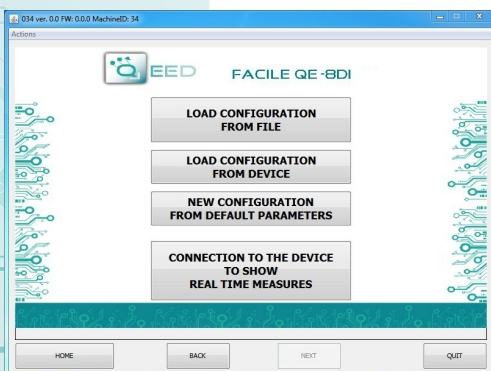 034 ver. 0.0 FW: 0.0.0 MachineID: 34
Actions
QEED FACILE QE-8DI
LOAD CONFIGURATION
FROM FILE
LOAD CONFIGURATION
FROM DEVICE
NEW CONFIGURATION
FROM DEFAULT PARAMETERS
CONNECTION TO THE DEVICE
TO SHOW
REAL TIME MEASURES
HOME BACK NEXT QUIT